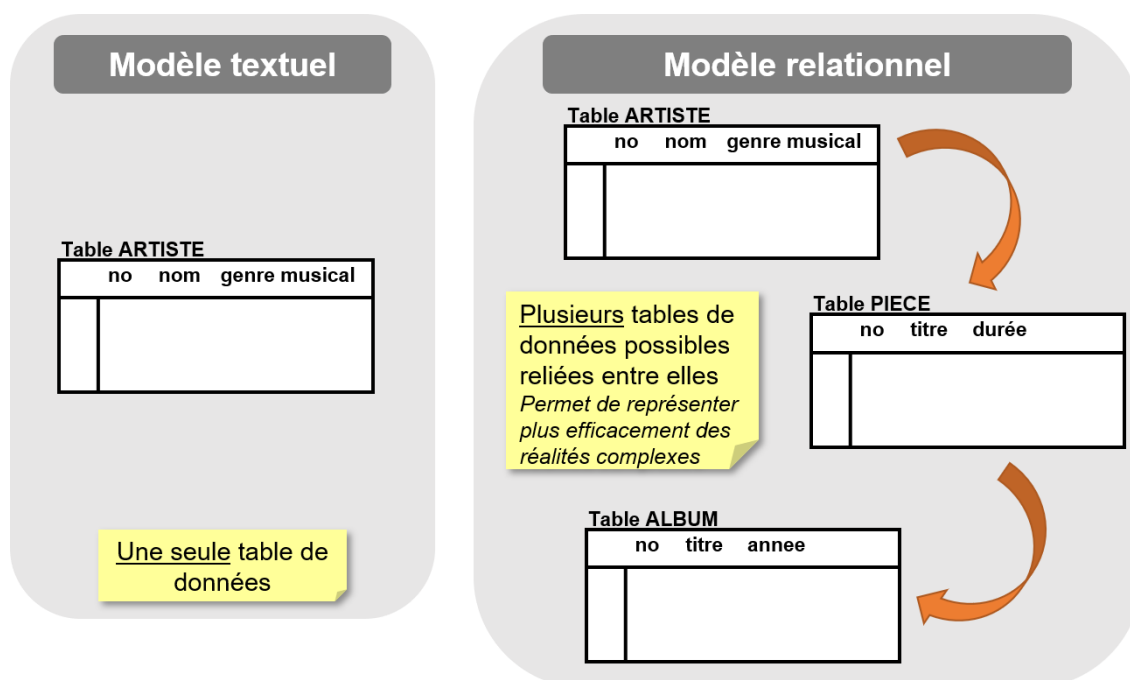 Modèle textuel
Table ARTISTE
no nom genre musical
Une seule table de
données
Modèle relationnel
Table ARTISTE
no nom genre musical
Plusieurs tables de
données possibles
reliées entre elles
Permet de représenter
plus efficacement des
réalités complexes
Table PIECE
no titre durée
Table ALBUM
no titre annee